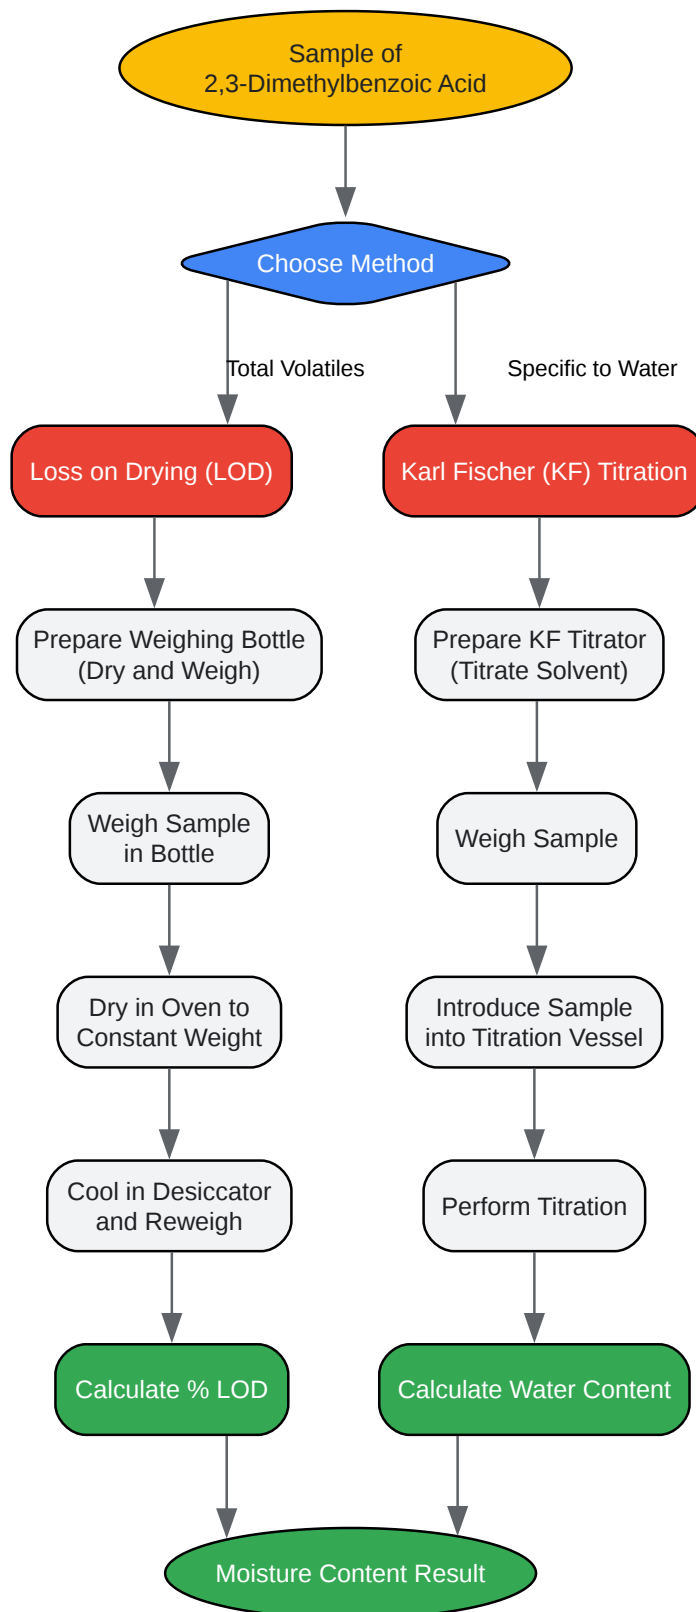 Sample of
2,3-Dimethylbenzoic Acid
Choose Method
Total Volatiles
Specific to Water
Loss on Drying (LOD)
Karl Fischer (KF) Titration
Prepare Weighing Bottle
(Dry and Weigh)
Prepare KF Titrator
(Titrate Solvent)
Weigh Sample
in Bottle
Weigh Sample
Dry in Oven to
Constant Weight
Introduce Sample
into Titration Vessel
Cool in Desiccator
and Reweigh
Perform Titration
Calculate % LOD
Calculate Water Content
Moisture Content Result